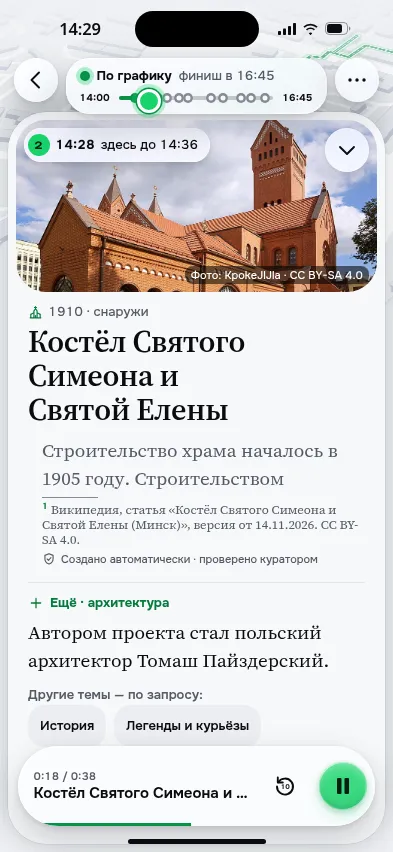 14:29
По графику финиш в 16:45
14:00 16:45
2 14:28 здесь до 14:36
Фото: KpokeJlJla · CC BY-SA 4.0
1910 · снаружи
Костёл Святого
Симеона и
Святой Елены
Строительство храма началось в
1905 году. Строительством
1 Википедия, статья «Костёл Святого Симеона и
Святой Елены (Минск)», версия от 14.11.2026. CC BY-
SA 4.0.
Создано автоматически · проверено куратором
Ещё · архитектура
Автором проекта стал польский
архитектор Томаш Пайздерский.
Другие темы — по запросу:
История Легенды и курьёзы
0:18 / 0:38
Костёл Святого Симеона и ...
10